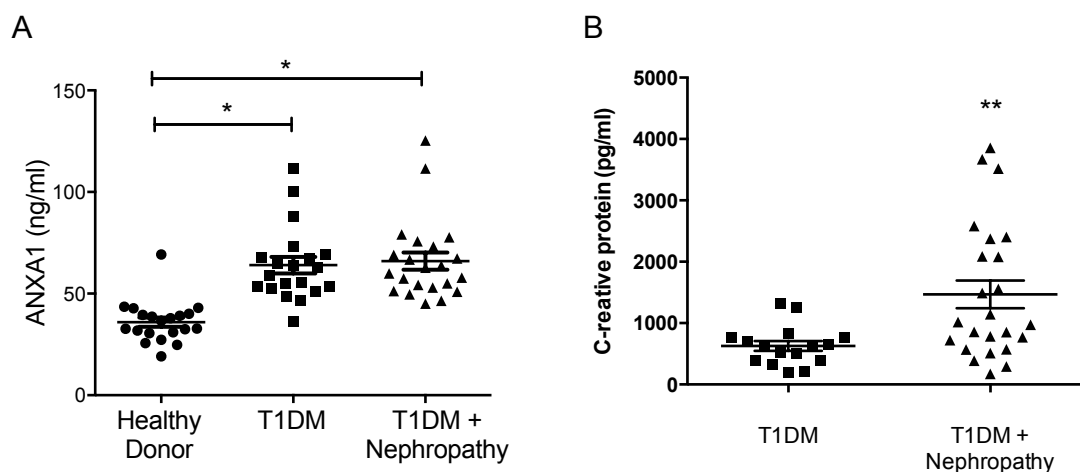 A
*
*
150
100
50
0
ANXA1 (ng/ml)
Healthy
Donor
T1DM
T1DM +
Nephropathy
B
**
5000
4000
3000
2000
1000
0
C-reative protein (pg/ml)
T1DM
T1DM +
Nephropathy